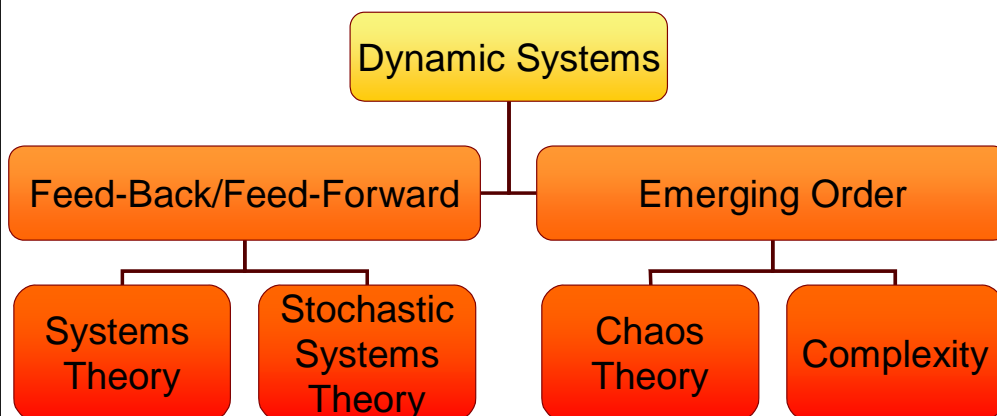 Dynamic Systems
Feed-Back/Feed-Forward
Emerging Order
Systems
Theory
Stochastic
Systems
Theory
Chaos
Theory
Complexity